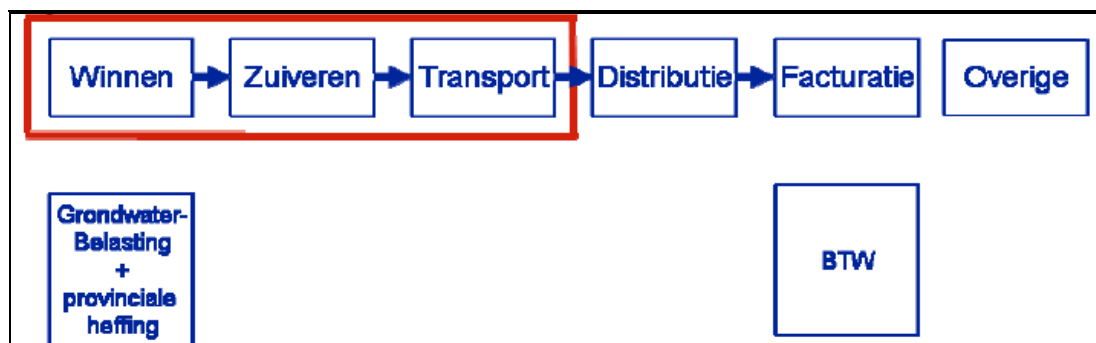 Winnen Zuiveren Transport Distributie Facturatie Overige
Grondwater-
Belasting
+
provinciale
heffing
BTW